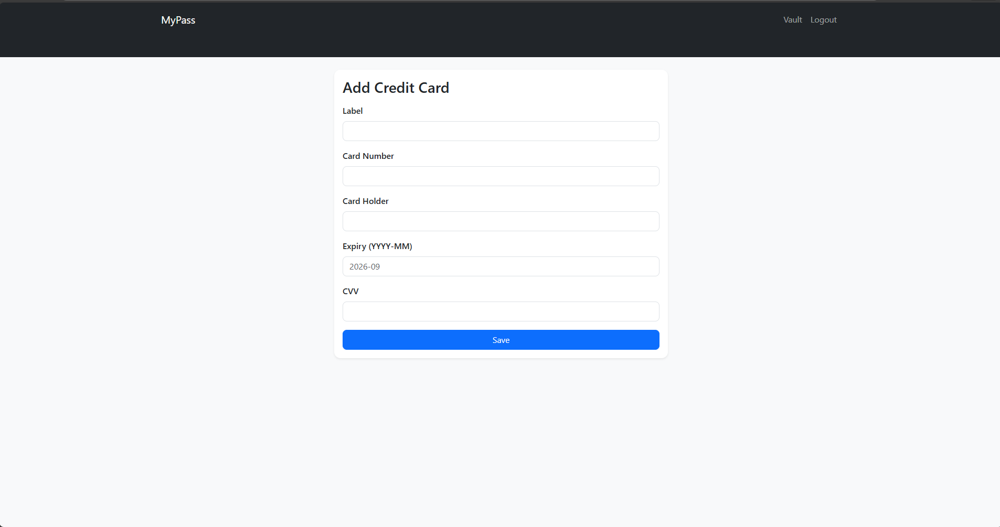 MyPass
Vault Logout
Add Credit Card
Label
Card Number
Card Holder
Expiry (YYYY-MM)
2026-09
CVV
Save